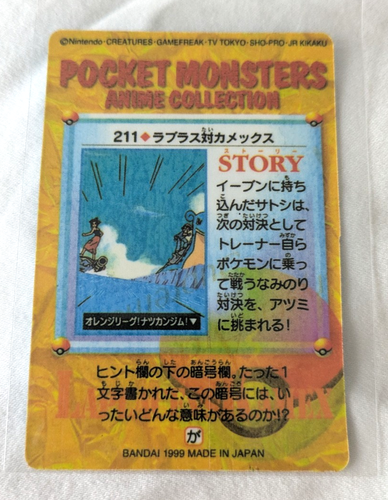 ©Nintendo・CREATURES・GAMEFREAK・TV TOKYO・SHO-PRO・JR KIKAKU
POCKET MONSTERS
ANIME COLLECTION
211◆ラプラス対カメックス
STORY
イーブンに持ち
込んだサトシは、
次の対決として
トレーナー自ら
ポケモンに乗っ
て戦うなみのり
対決を、アツミ
に挑まれる!
オレンジリーグ!ナツカンジム!▼
ヒント欄の下の暗号欄。たった1
文字書かれた、この暗号には、い
ったいどんな意味があるのか!?
が
BANDAI 1999 MADE IN JAPAN